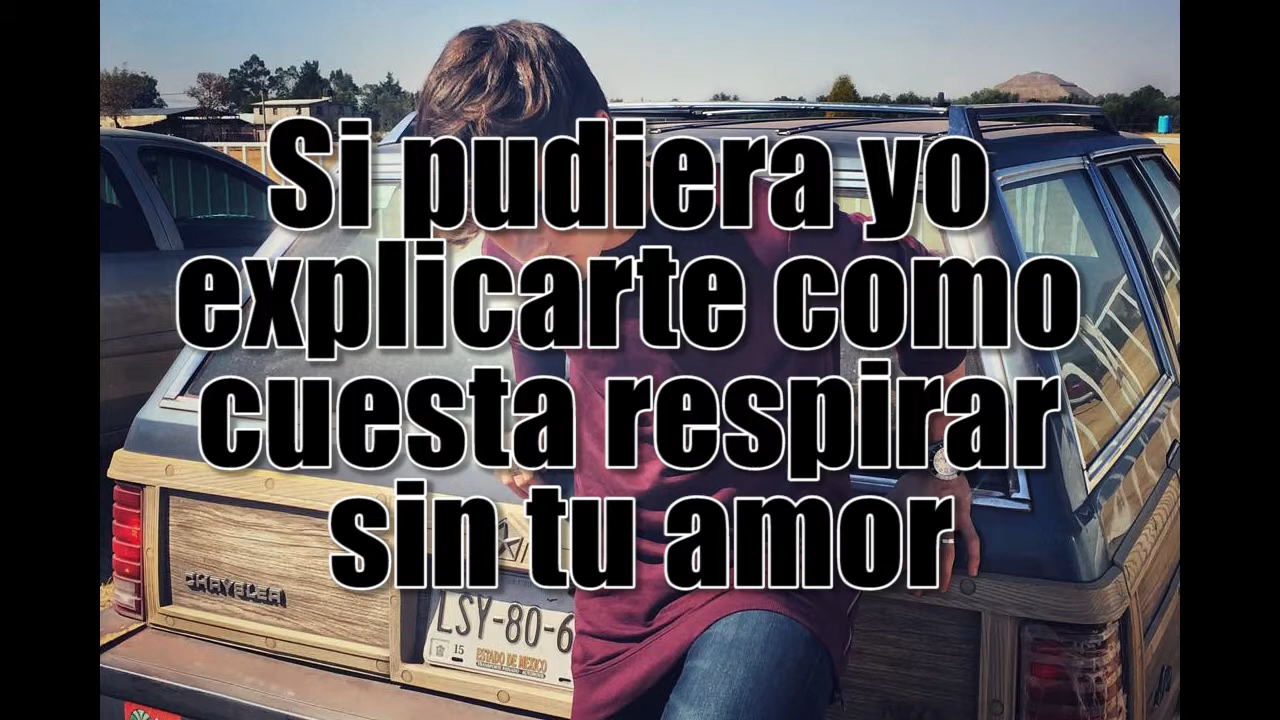 Si pudiera yo
explicarte como
cuesta respirar
sin tu amor
CHRYSLER
LSY-80-6
15
ESTADO DE MEXICO